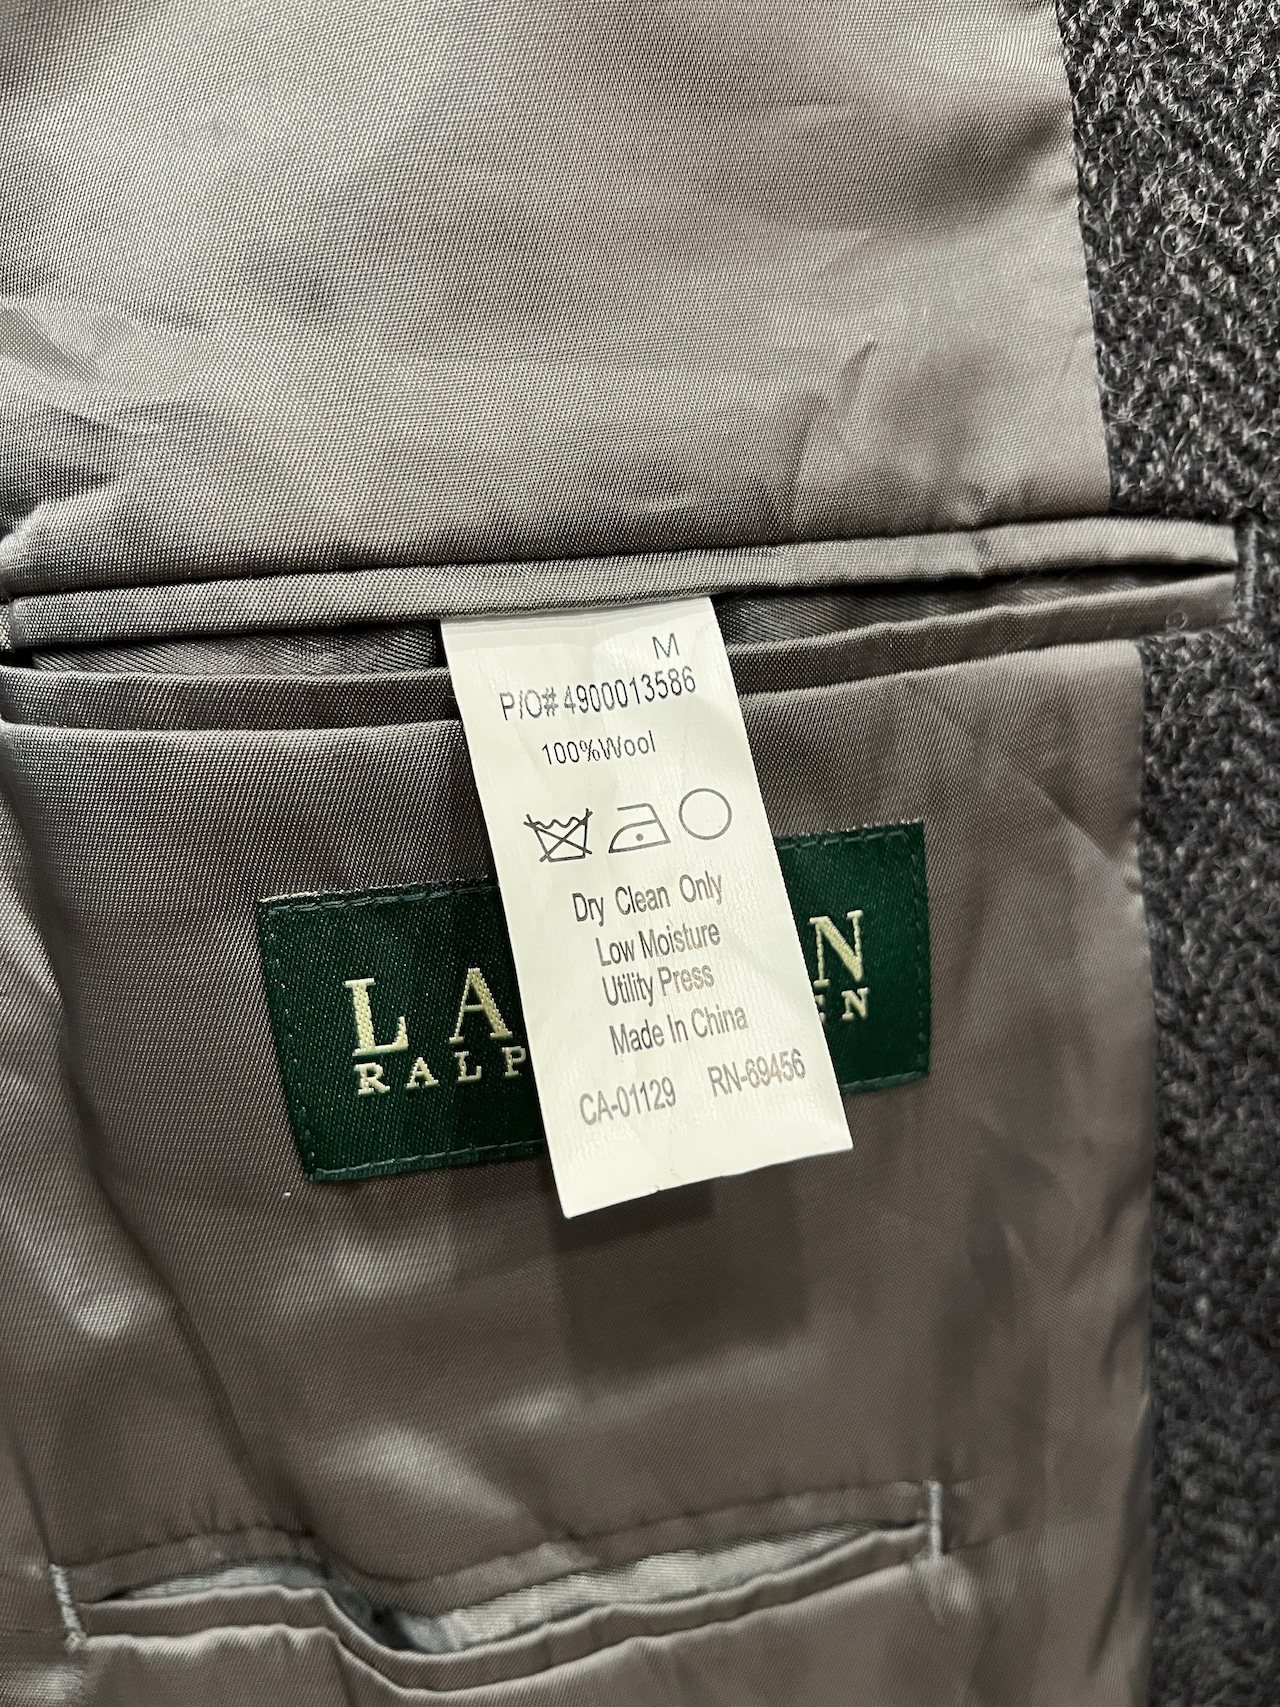 M
P/O# 4900013586
100%Wool
Dry Clean Only
Low Moisture
Utility Press
Made In China
CA-01129 RN-69456
LA N
RALP EN